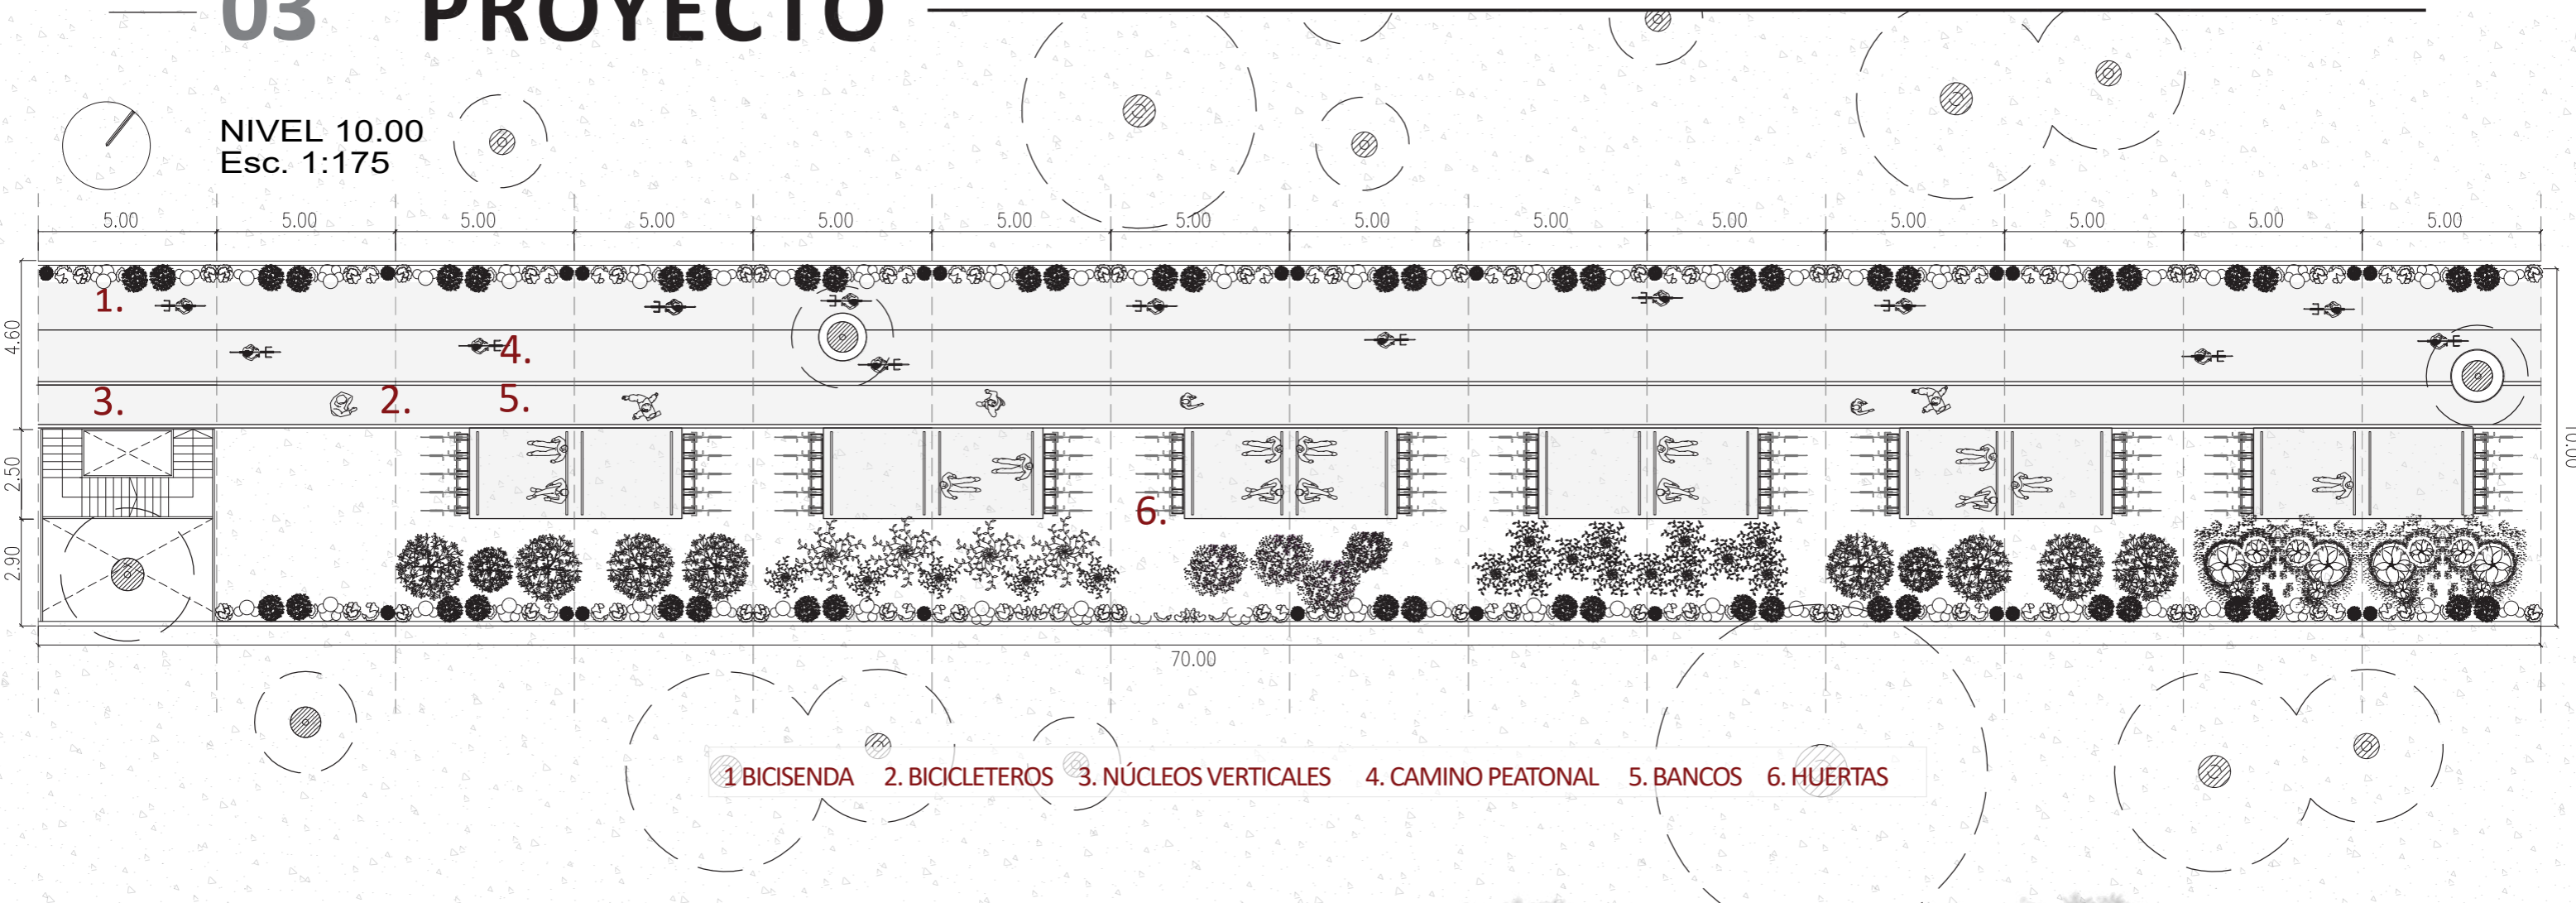 03 PROYECTO
NIVEL 10.00
Esc. 1:175
5.00 5.00 5.00 5.00 5.00 5.00 5.00 5.00 5.00 5.00 5.00 5.00 5.00 5.00
1.
4.60
4.
3. 2. 5.
2.50
10.00
6.
2.90
70.00
1 BICISENDA 2. BICICLETEROS 3. NÚCLEOS VERTICALES 4. CAMINO PEATONAL 5. BANCOS 6. HUERTAS